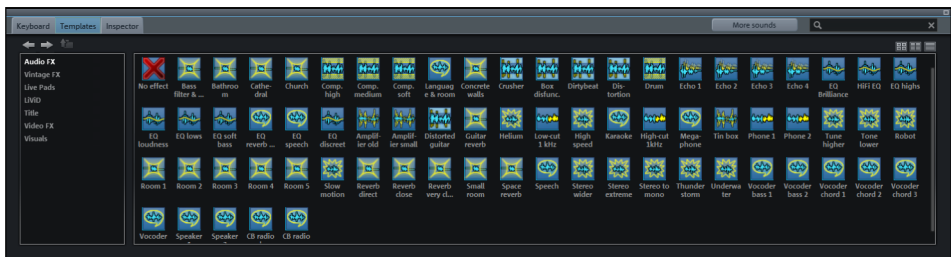 Keyboard Templates Inspector More sounds
Audio FX
Vintage FX
Live Pads
LiViD
Title
Video FX
Visuals
No effect Bass Bathroo Cathe- Church Comp. Comp. Comp. Languag Concrete Crusher Box Dirtybeat Dis- Drum Echo 1 Echo 2 Echo 3 Echo 4 EQ HiFi EQ EQ highs
filter & ... m dral high medium soft e & room walls disfunc. tortion Brilliance
EQ EQ lows EQ soft EQ EQ EQ Amplif- Amplif- Distorted Guitar Helium Low-cut High Karaoke High cut Mega- Tin box Phone 1 Phone 2 Tune Tone Robot
loudness bass reverb ... speech discreet ier old ier small guitar reverb 1 kHz speed 1kHz phone higher lower
Room 1 Room 2 Room 3 Room 4 Room 5 Slow Reverb Reverb Reverb Small Space Speech Stereo Stereo Stereo to Thunder Underwa Vocoder Vocoder Vocoder Vocoder Vocoder
motion direct close very cl... room reverb wider extreme mono storm ter bass 1 bass 2 chord 1 chord 2 chord 3
Vocoder Speaker Speaker CB radio CB radio